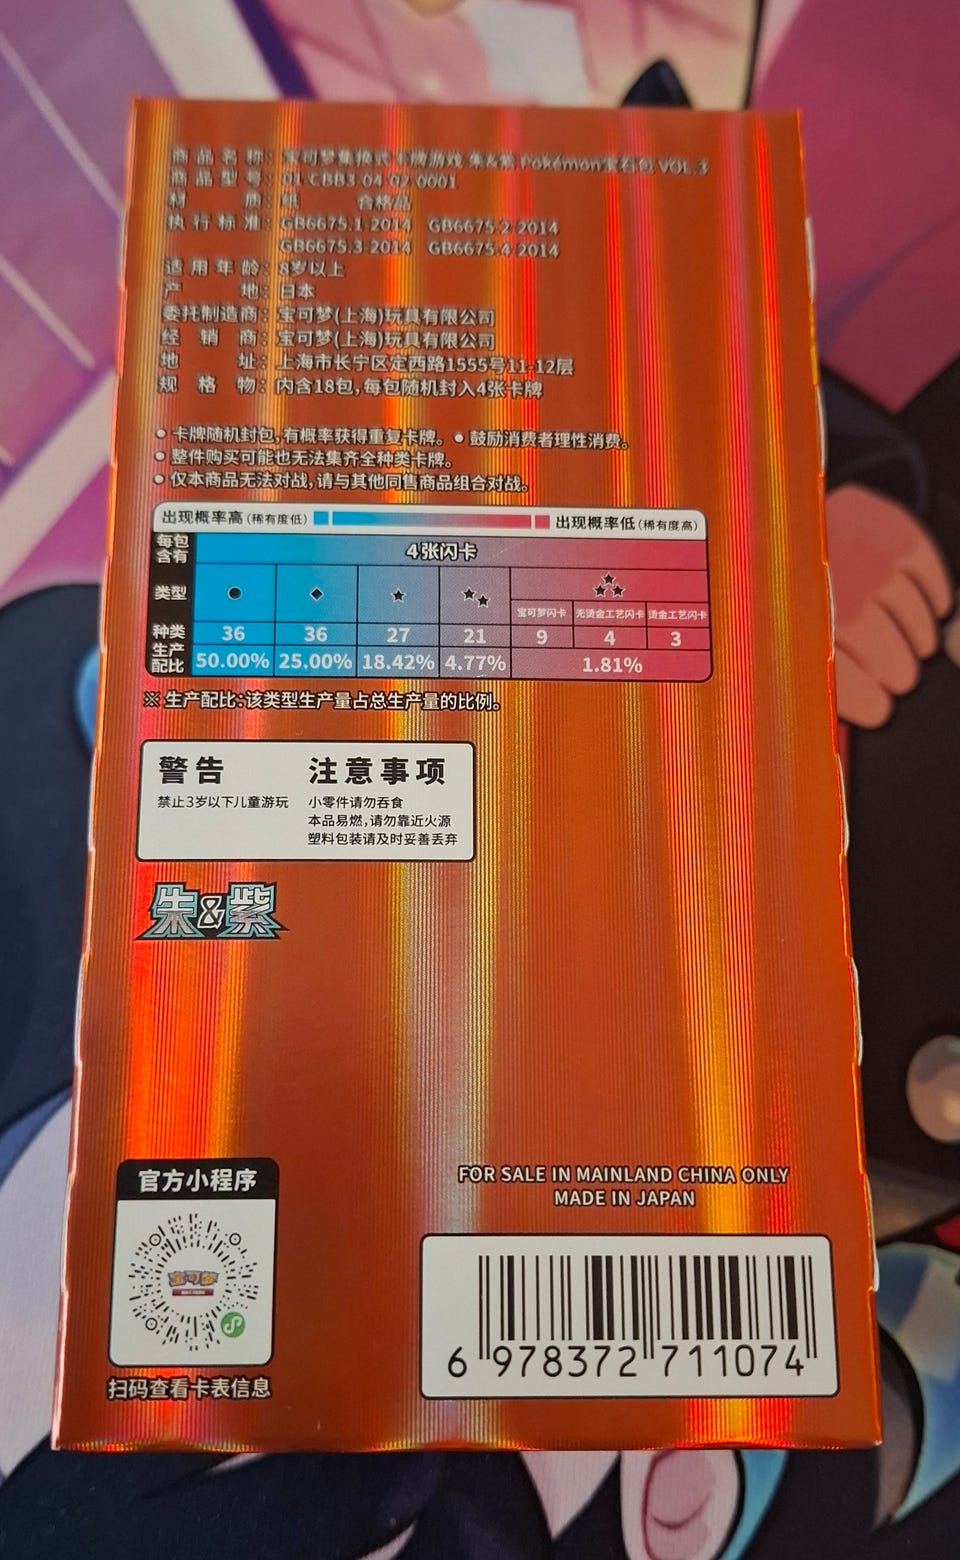 商品名称：宝可梦集换式卡牌游戏 朱&紫 Pokémon宝石包 VOL.3
商品型号：01-CBB3-04-02-0001
材质：纸 合格品
执行标准：GB6675.1-2014 GB6675.2-2014
GB6675.3-2014 GB6675.4-2014
适用年龄：8岁以上
产地：日本
委托制造商：宝可梦(上海)玩具有限公司
经销商：宝可梦(上海)玩具有限公司
地址：上海市长宁区定西路1555号11-12层
规格物：内含18包,每包随机封入4张卡牌
● 卡牌随机封包,有概率获得重复卡牌。 ● 鼓励消费者理性消费。
● 整件购买可能也无法集齐全种类卡牌。
● 仅本商品无法对战,请与其他同售商品组合对战。
出现概率高(稀有度低) 出现概率低(稀有度高)
每包含有 4张闪卡
类型 ● ◆ ★ ★★ ★★★
宝可梦闪卡 无烫金工艺闪卡 烫金工艺闪卡
种类 36 36 27 21 9 4 3
生产配比 50.00% 25.00% 18.42% 4.77% 1.81%
※ 生产配比:该类型生产量占总生产量的比例。
警告 注意事项
禁止3岁以下儿童游玩 小零件请勿吞食
本品易燃,请勿靠近火源
塑料包装请及时妥善丢弃
朱&紫
官方小程序
宝可梦
扫码查看卡表信息
FOR SALE IN MAINLAND CHINA ONLY
MADE IN JAPAN
6 978372 711074